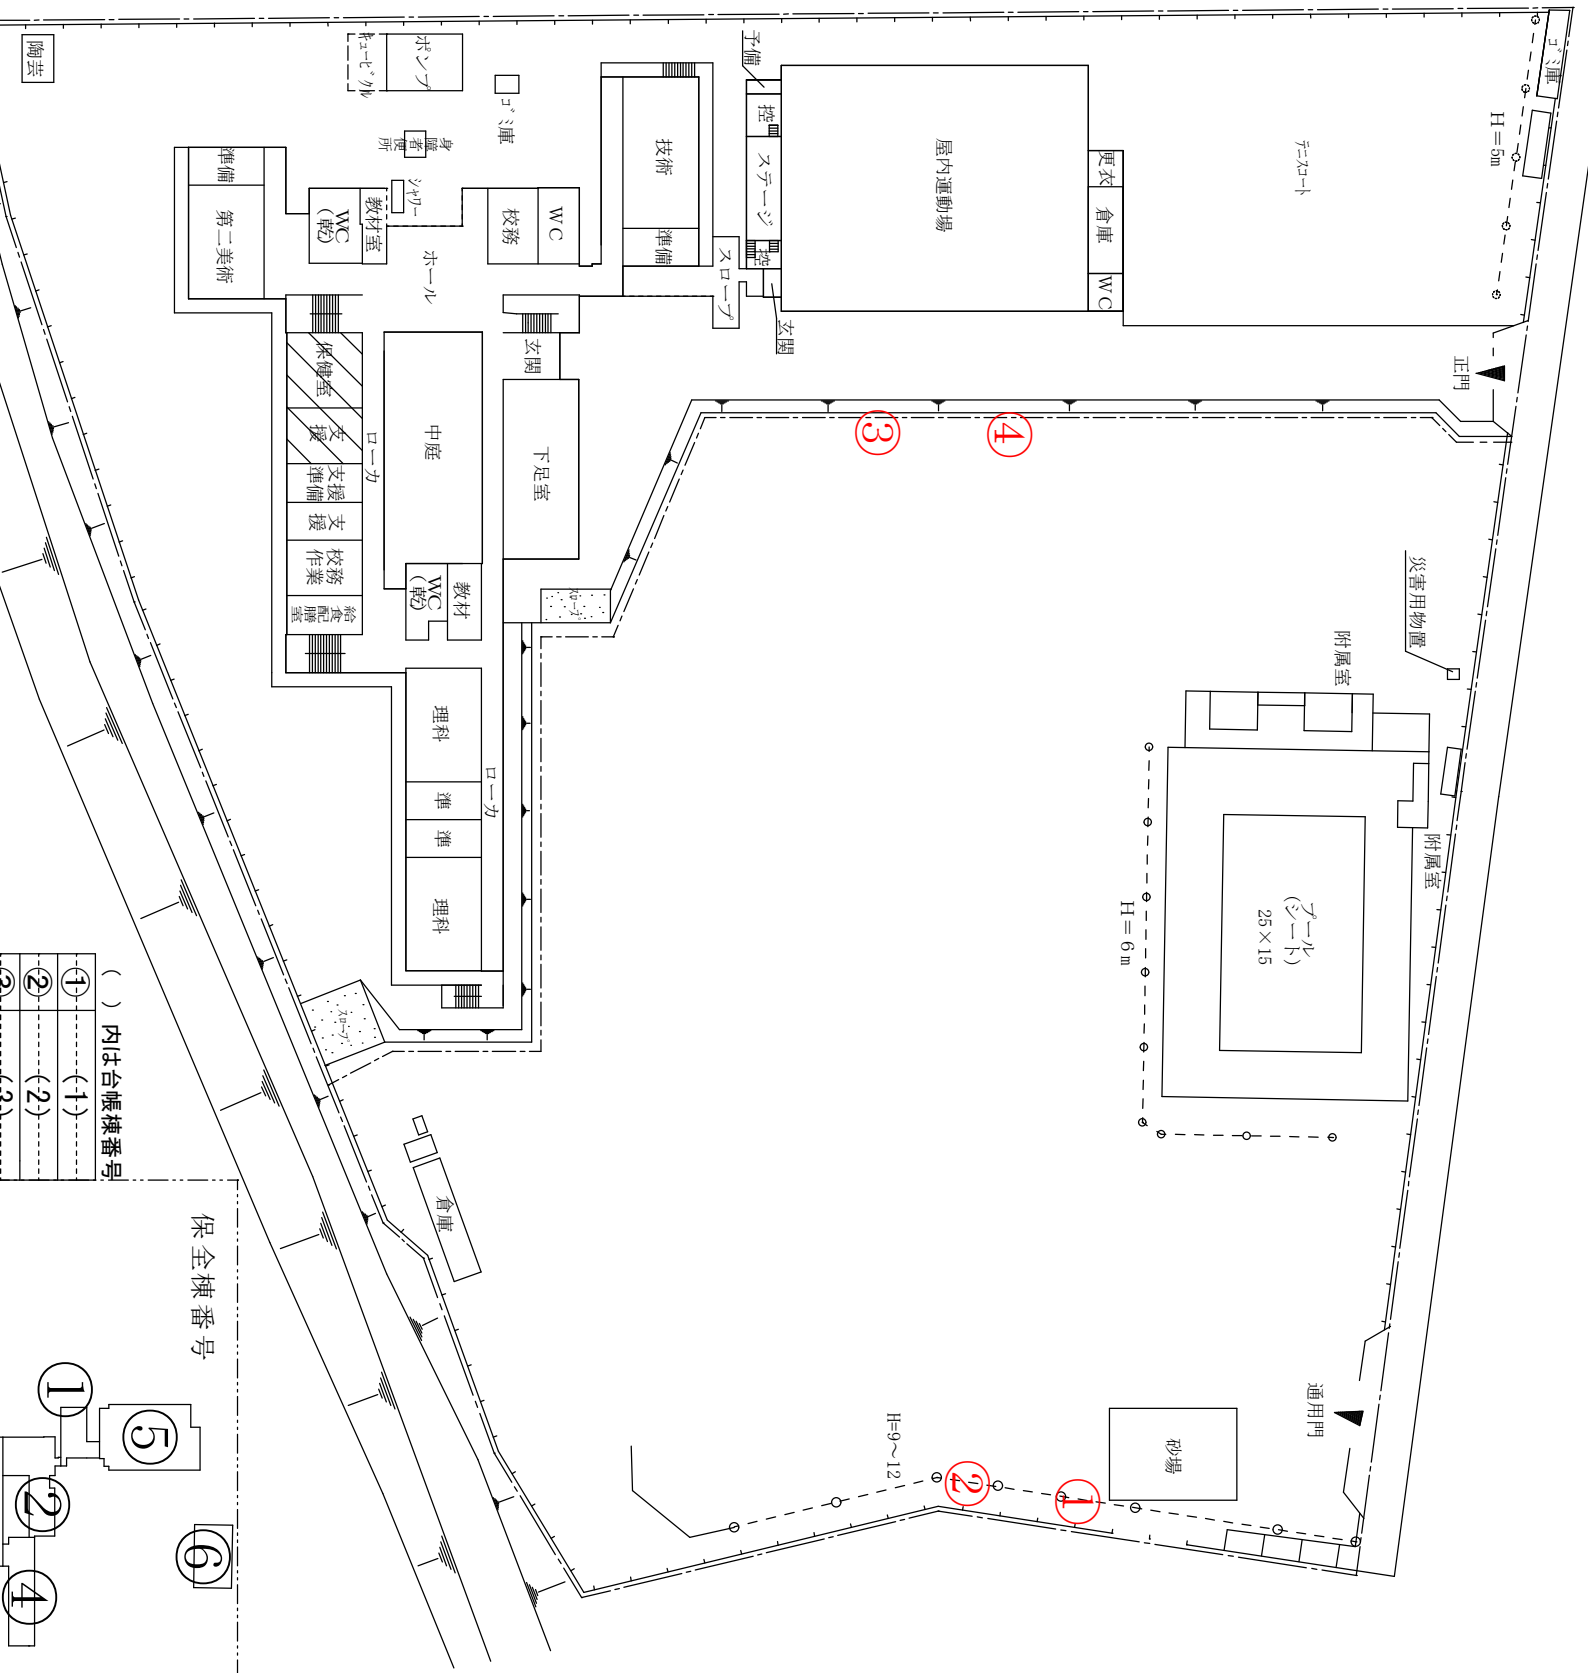 陶芸
ポンプ
キュービクル
ゴミ庫
身障者便所
シャワー
準備
第二美術
WC
(乾)
教材室
ホール
校務
WC
技術
準備
スロープ
予備
控
ステージ
控
玄関
屋内運動場
更衣
倉庫
WC
テニスコート
ゴミ庫
H=5m
正門
保健室
支援
支援準備
支援
校務作業
給食配膳室
ローカ
中庭
玄関
下足室
WC
(乾)
教材
スロープ
理科
準
準
理科
ローカ
スロープ
③
④
災害用物置
附属室
附属室
プール
(シート)
25×15
H=6m
倉庫
通用門
砂場
H=9～12
②
①
( ) 内は台帳棟番号
① (1)
② (2)
③ (3)
保全棟番号
①
⑤
②
④
⑥